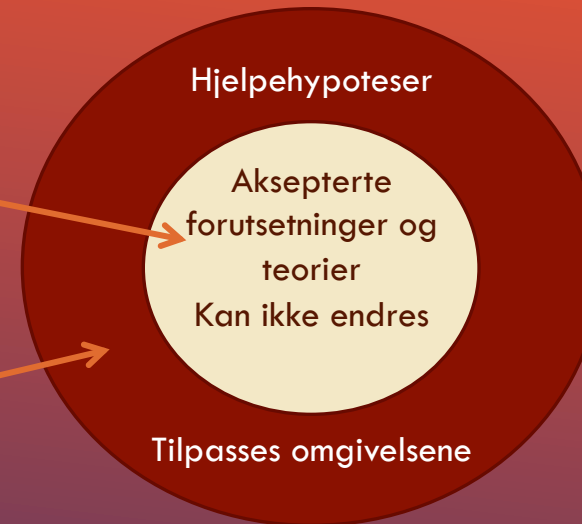 Hjelpehypoteser
Aksepterte
forutsetninger og
teorier
Kan ikke endres
Tilpasses omgivelsene